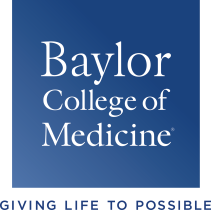 Baylor
College of
Medicine®
GIVING LIFE TO POSSIBLE